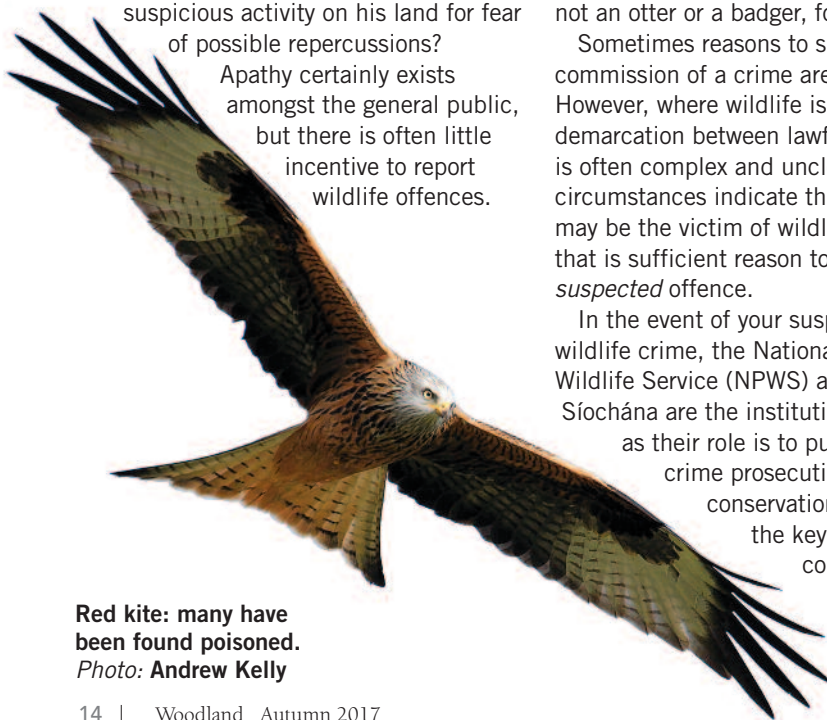 suspicious activity on his land for fear
of possible repercussions?
Apathy certainly exists
amongst the general public,
but there is often little
incentive to report
wildlife offences.
not an otter or a badger, fo
Sometimes reasons to s
commission of a crime are
However, where wildlife is
demarcation between lawf
is often complex and uncl
circumstances indicate th
may be the victim of wildl
that is sufficient reason to
suspected offence.
In the event of your susp
wildlife crime, the Nationa
Wildlife Service (NPWS) a
Síochána are the instituti
as their role is to pu
crime prosecuti
conservation
the key
co
Red kite: many have
been found poisoned.
Photo: Andrew Kelly
14 | Woodland Autumn 2017